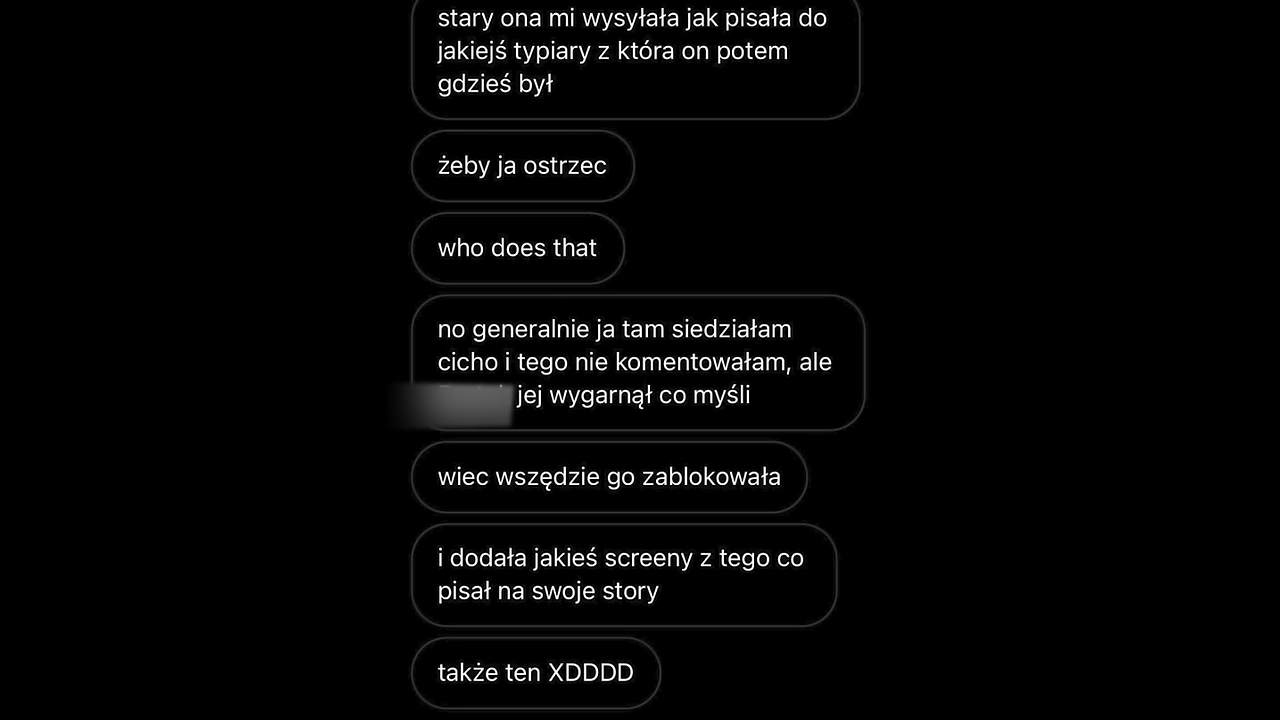 stary ona mi wysyłała jak pisała do
jakiejś typiary z która on potem
gdzieś był
żeby ja ostrzec
who does that
no generalnie ja tam siedziałam
cicho i tego nie komentowałam, ale
jej wygarnął co myśli
wiec wszędzie go zablokowała
i dodała jakieś screeny z tego co
pisał na swoje story
także ten XDDDD